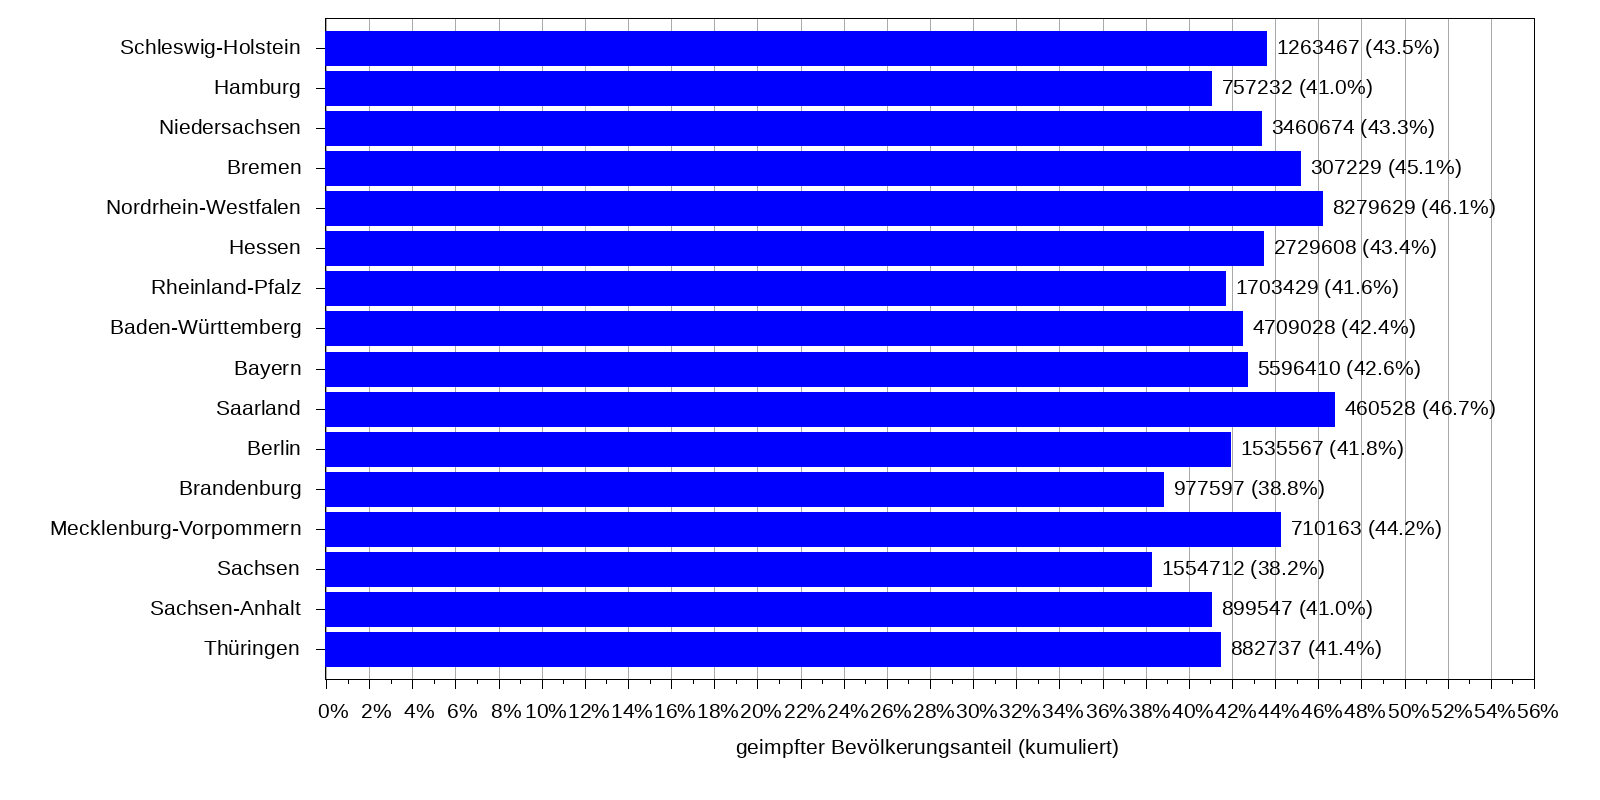 Schleswig-Holstein 1263467 (43.5%)
Hamburg 757232 (41.0%)
Niedersachsen 3460674 (43.3%)
Bremen 307229 (45.1%)
Nordrhein-Westfalen 8279629 (46.1%)
Hessen 2729608 (43.4%)
Rheinland-Pfalz 1703429 (41.6%)
Baden-Württemberg 4709028 (42.4%)
Bayern 5596410 (42.6%)
Saarland 460528 (46.7%)
Berlin 1535567 (41.8%)
Brandenburg 977597 (38.8%)
Mecklenburg-Vorpommern 710163 (44.2%)
Sachsen 1554712 (38.2%)
Sachsen-Anhalt 899547 (41.0%)
Thüringen 882737 (41.4%)
0% 2% 4% 6% 8% 10% 12% 14% 16% 18% 20% 22% 24% 26% 28% 30% 32% 34% 36% 38% 40% 42% 44% 46% 48% 50% 52% 54% 56%
geimpfter Bevölkerungsanteil (kumuliert)